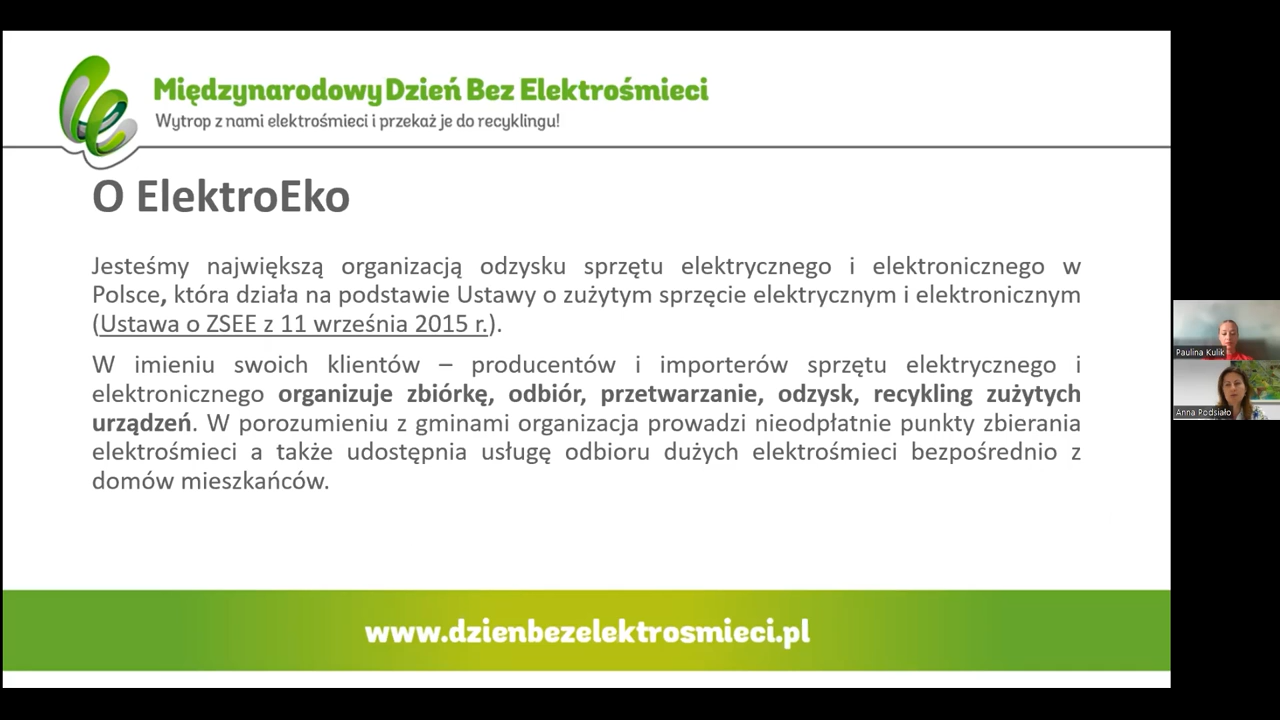 Międzynarodowy Dzień Bez Elektrośmieci
Wytrop z nami elektrośmieci i przekaż je do recyklingu!
O ElektroEko
Jesteśmy największą organizacją odzysku sprzętu elektrycznego i elektronicznego w
Polsce, która działa na podstawie Ustawy o zużytym sprzęcie elektrycznym i elektronicznym
(Ustawa o ZSEE z 11 września 2015 r.).
W imieniu swoich klientów – producentów i importerów sprzętu elektrycznego i
elektronicznego organizuje zbiórkę, odbiór, przetwarzanie, odzysk, recykling zużytych
urządzeń. W porozumieniu z gminami organizacja prowadzi nieodpłatnie punkty zbierania
elektrośmieci a także udostępnia usługę odbioru dużych elektrośmieci bezpośrednio z
domów mieszkańców.
www.dzienbezelektrosmieci.pl
Paulina Kulik
Anna Podsiało